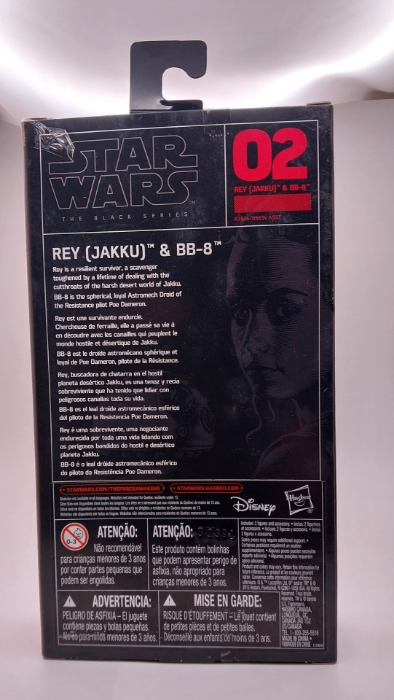 STAR
WARS
THE BLACK SERIES
02
REY (JAKKU)™ & BB-8™
REY (JAKKU)™ & BB-8™
Rey is a resilient survivor, a scavenger
toughened by a lifetime of dealing with the
cutthroats of the harsh desert world of Jakku.
BB-8 is the spherical, loyal Astromech Droid of
the Resistance pilot Poe Dameron.
Rey est une survivante endurcie.
Chercheuse de ferraille, elle a passé sa vie à
en découdre avec les canailles qui peuplent le
monde hostile et désertique de Jakku.
BB-8 est le droïde astromécano sphérique et
loyal de Poe Dameron, pilote de la Résistance.
Rey, buscadora de chatarra en el hostil
planeta desértico Jakku, es una tenaz y recia
sobreviviente que ha tenido que lidiar con
peligrosos canallas toda su vida.
BB-8 es el leal droide astromecánico esférico
del piloto de la Resistencia Poe Dameron.
Rey é uma sobrevivente, uma negociante
endurecida por toda uma vida lidando com
os perigosos bandidos do hostil e desértico
planeta Jakku.
BB-8 é o leal dróide astromecânico esférico
do piloto da Resistência Poe Dameron.
STARWARS.COM/THEFORCEAWAKENS STARWARS.HASBRO.COM
Disney
Hasbro
0-3
ATENÇÃO:
Não recomendável
para crianças menores de 3 anos
por conter partes pequenas que
podem ser engolidas.
ATENÇÃO:
Este produto contém bolinhas
que podem apresentar perigo de
asfixia, não apropriado para
crianças menores de 3 anos.
ADVERTENCIA:
PELIGRO DE ASFIXIA – El juguete
contiene piezas y bolas pequeñas.
No es para niños menores de 3 años.
MISE EN GARDE:
RISQUE D'ÉTOUFFEMENT – Le jouet contient
de petites pièces et de petites balles.
Déconseillé aux enfants de moins de 3 ans.